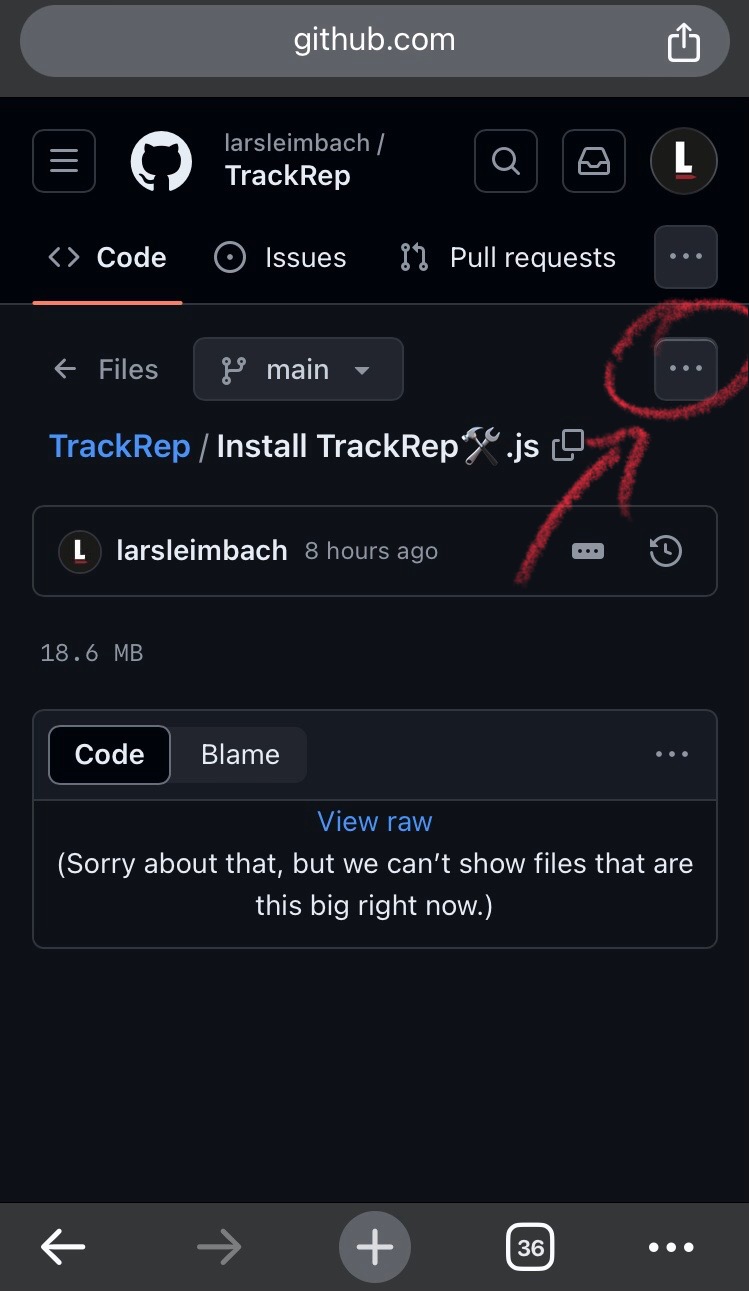 github.com
larsleimbach /
TrackRep
L
Code
Issues
Pull requests
Files
main
TrackRep / Install TrackRep🛠.js
L
larsleimbach 8 hours ago
18.6 MB
Code
Blame
View raw
(Sorry about that, but we can’t show files that are
this big right now.)
36